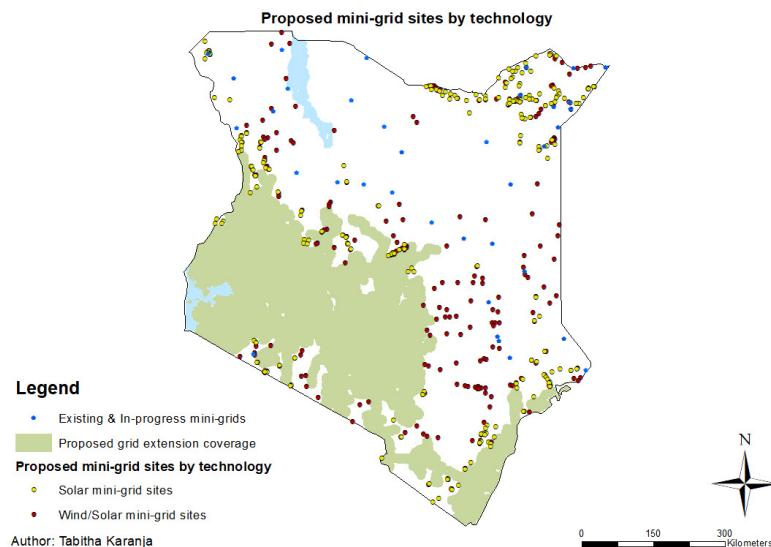 Proposed mini-grid sites by technology
Legend
Existing & In-progress mini-grids
Proposed grid extension coverage
Proposed mini-grid sites by technology
Solar mini-grid sites
Wind/Solar mini-grid sites
Author: Tabitha Karanja
N
0 75 150 300
Kilometers